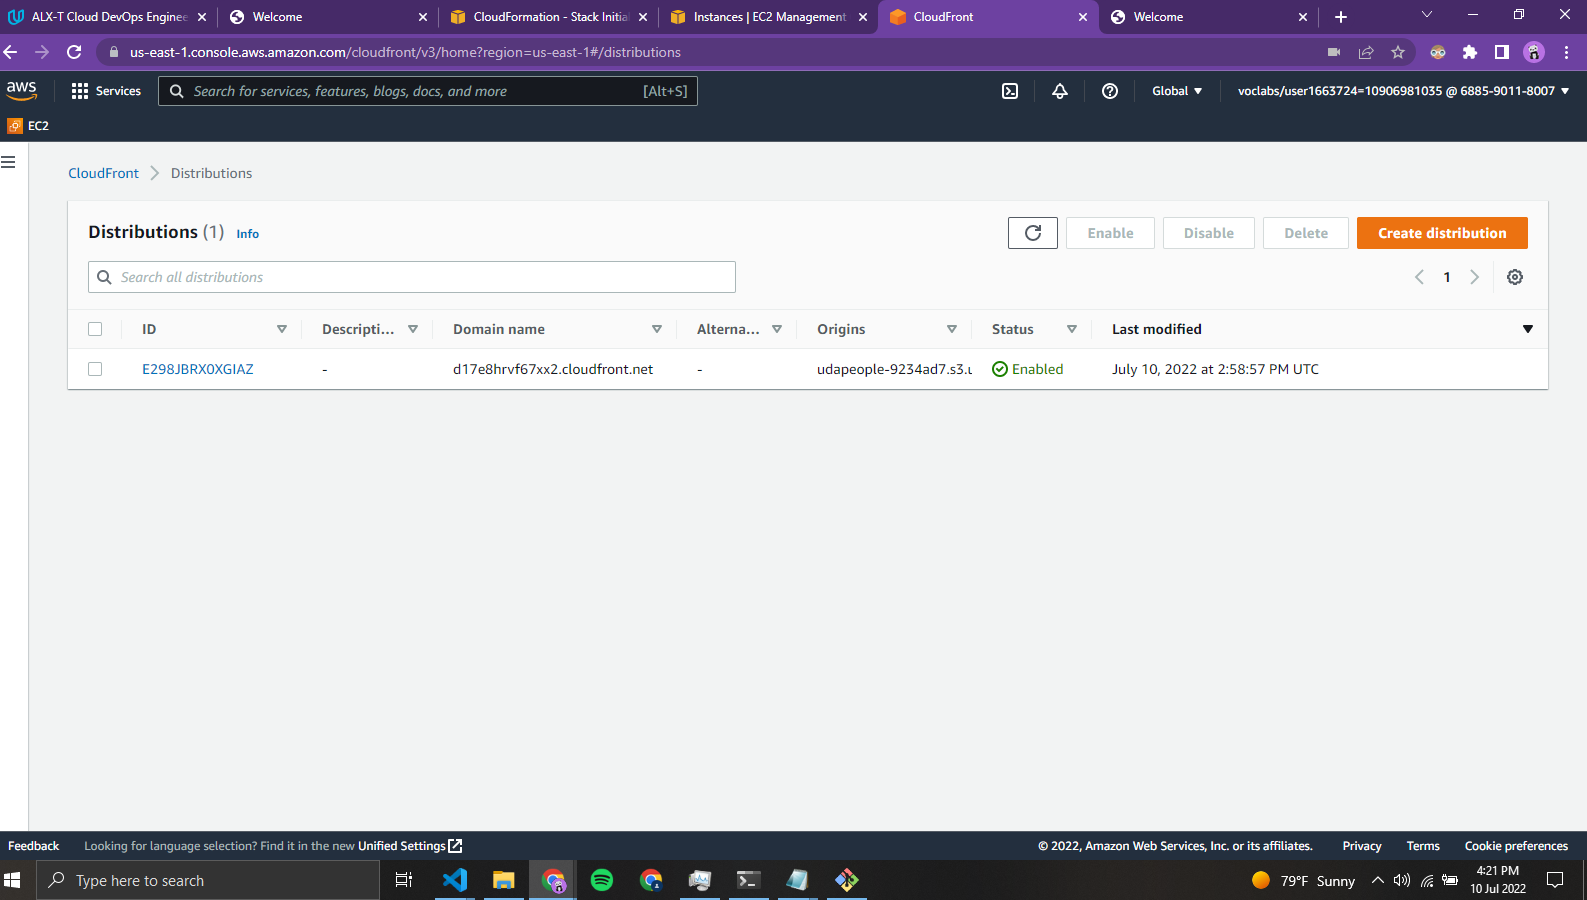 ALX-T Cloud DevOps Enginee
Welcome
CloudFormation - Stack Initial
Instances | EC2 Management
CloudFront
Welcome
us-east-1.console.aws.amazon.com/cloudfront/v3/home?region=us-east-1#/distributions
aws
Services
Search for services, features, blogs, docs, and more
[Alt+S]
Global
voclabs/user1663724=10906981035 @ 6885-9011-8007
EC2
CloudFront
Distributions
Distributions (1)
Info
Enable
Disable
Delete
Create distribution
Search all distributions
1
ID
Descripti...
Domain name
Alterna...
Origins
Status
Last modified
E298JBRX0XGIAZ
-
d17e8hrvf67xx2.cloudfront.net
-
udapeople-9234ad7.s3.u
Enabled
July 10, 2022 at 2:58:57 PM UTC
Feedback
Looking for language selection? Find it in the new Unified Settings
© 2022, Amazon Web Services, Inc. or its affiliates.
Privacy
Terms
Cookie preferences
Type here to search
79°F Sunny
4:21 PM
10 Jul 2022